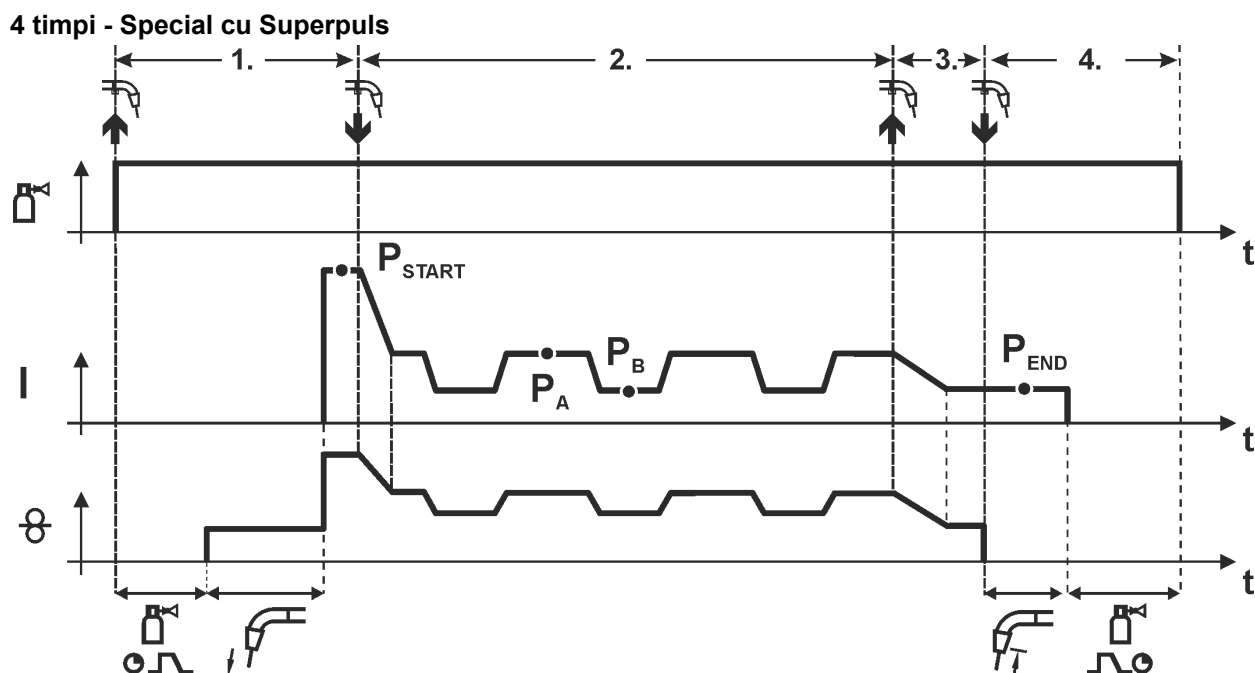 4 timpi - Special cu Superpuls
1. 2. 3. 4.
t
P START
P B
P END
P A
I
t
t